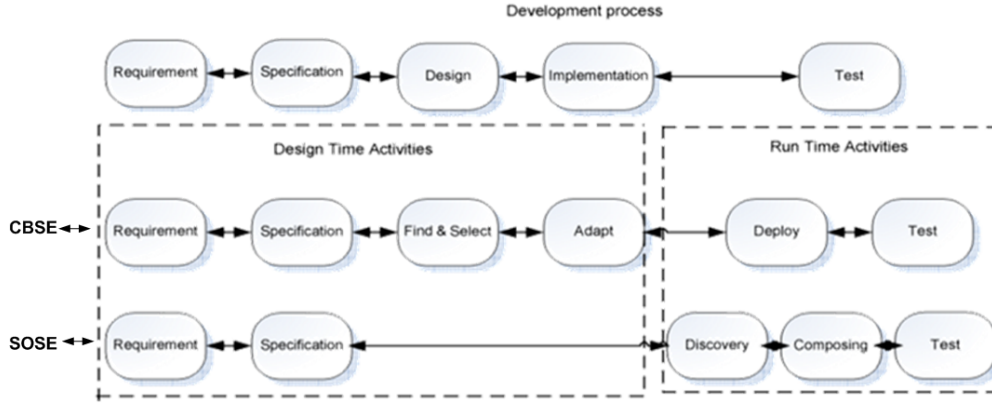 Development process
Requirement Specification Design Implementation Test
Design Time Activities Run Time Activities
CBSE Requirement Specification Find & Select Adapt Deploy Test
SOSE Requirement Specification Discovery Composing Test